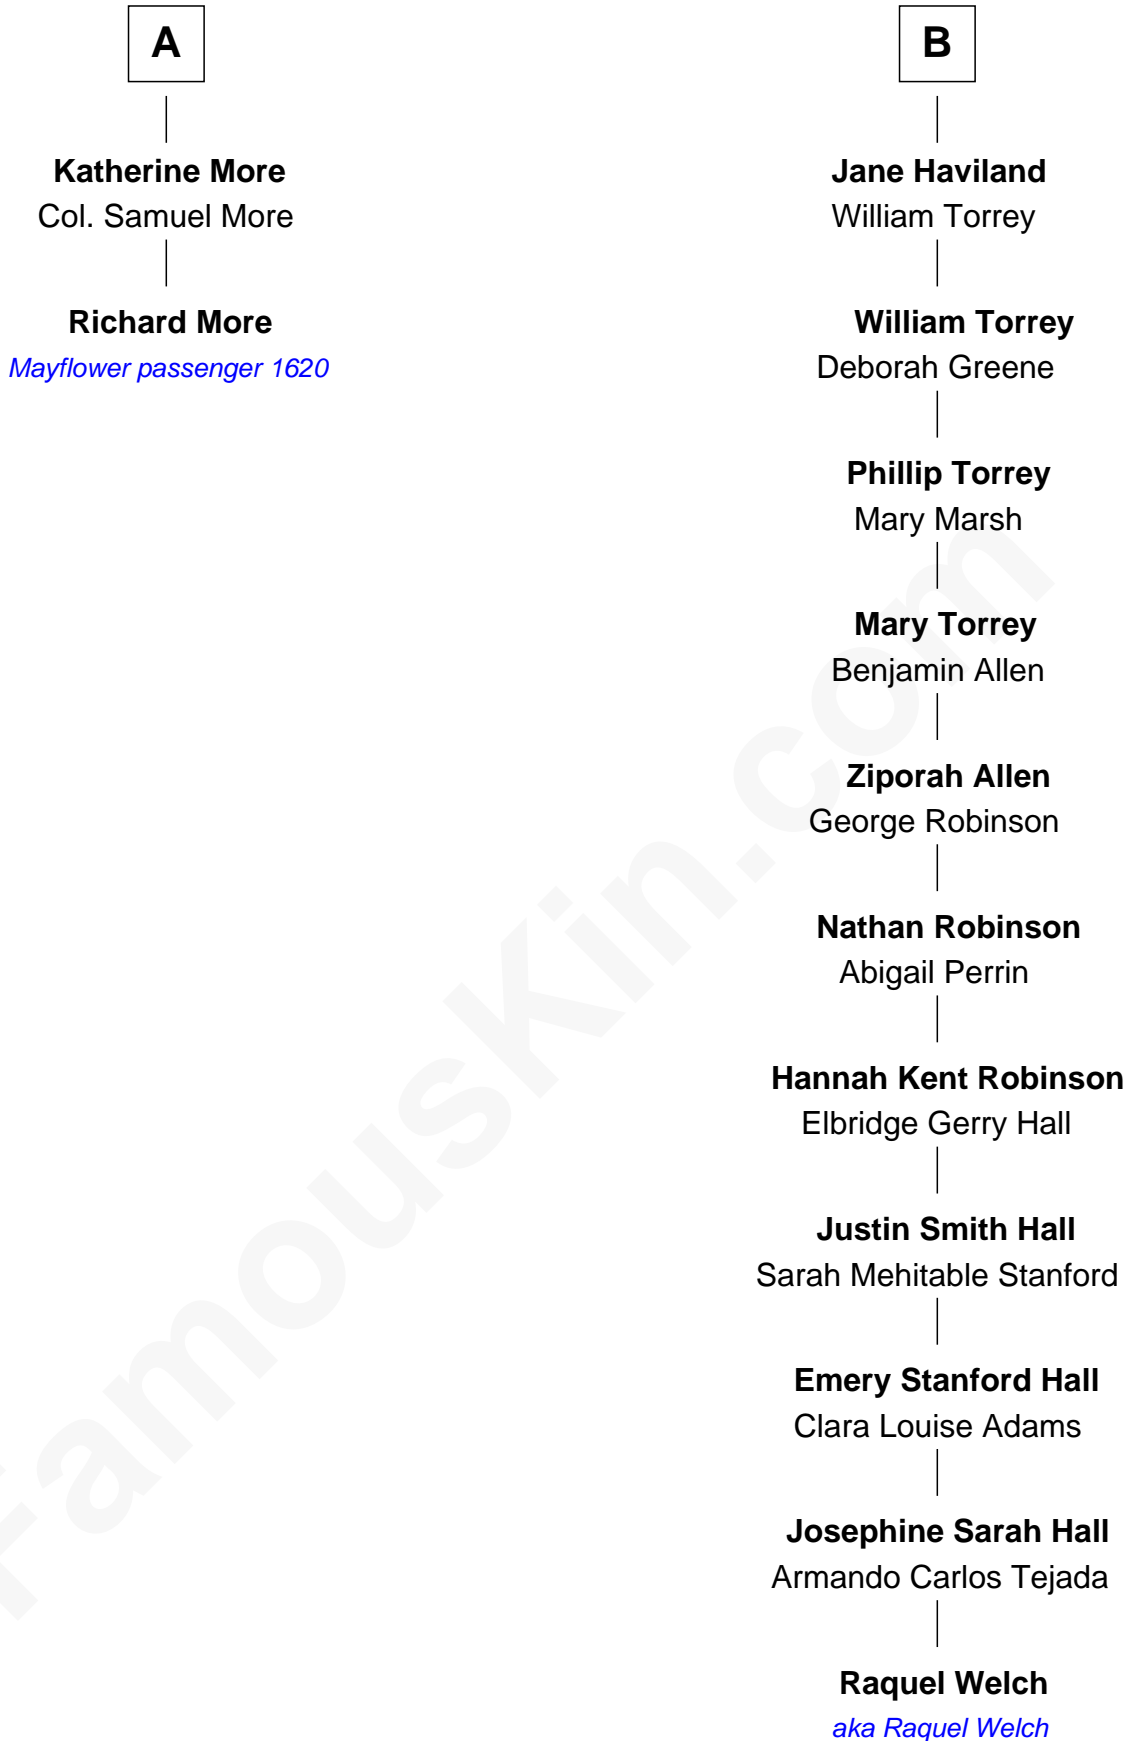 A
Katherine More
Col. Samuel More
Richard More
Mayflower passenger 1620
B
Jane Haviland
William Torrey
William Torrey
Deborah Greene
Phillip Torrey
Mary Marsh
Mary Torrey
Benjamin Allen
Ziporah Allen
George Robinson
Nathan Robinson
Abigail Perrin
Hannah Kent Robinson
Elbridge Gerry Hall
Justin Smith Hall
Sarah Mehitable Stanford
Emery Stanford Hall
Clara Louise Adams
Josephine Sarah Hall
Armando Carlos Tejada
Raquel Welch
aka Raquel Welch
FamousKin.com